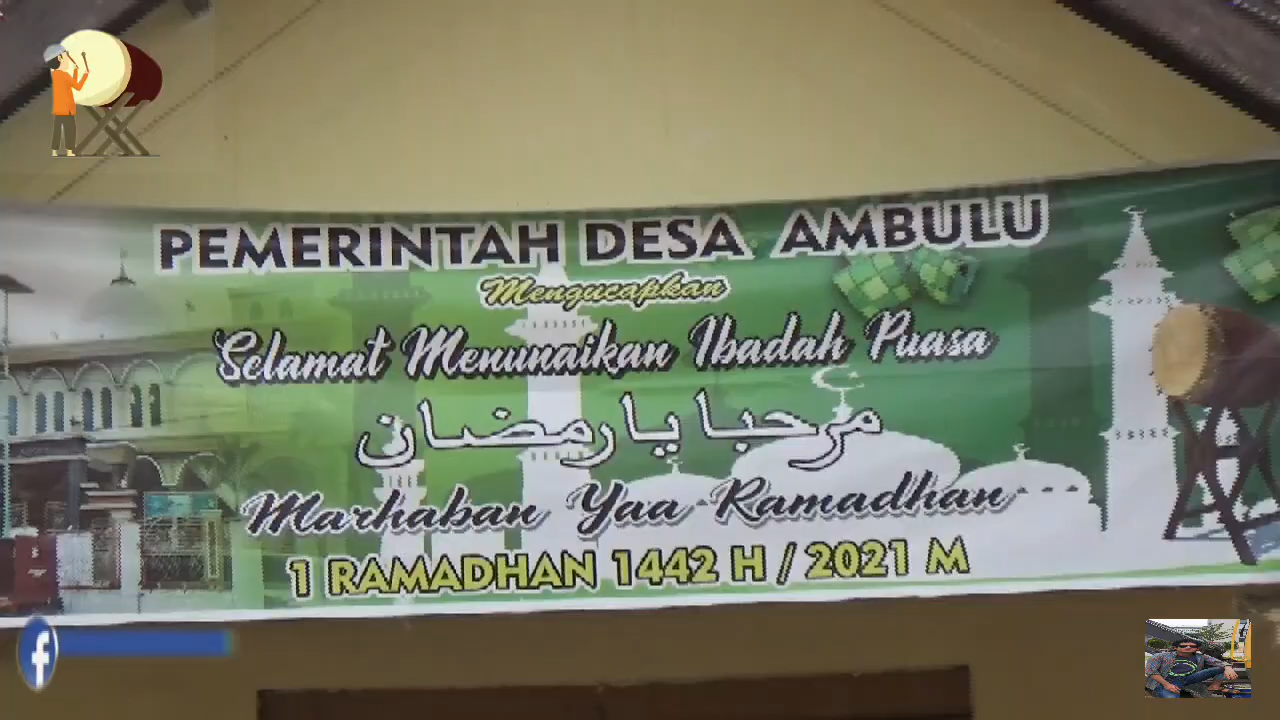 PEMERINTAH DESA AMBULU
Mengucapkan
Selamat Menunaikan Ibadah Puasa
مرحبا يا رمضان
Marhaban Yaa Ramadhan
1 RAMADHAN 1442 H / 2021 M